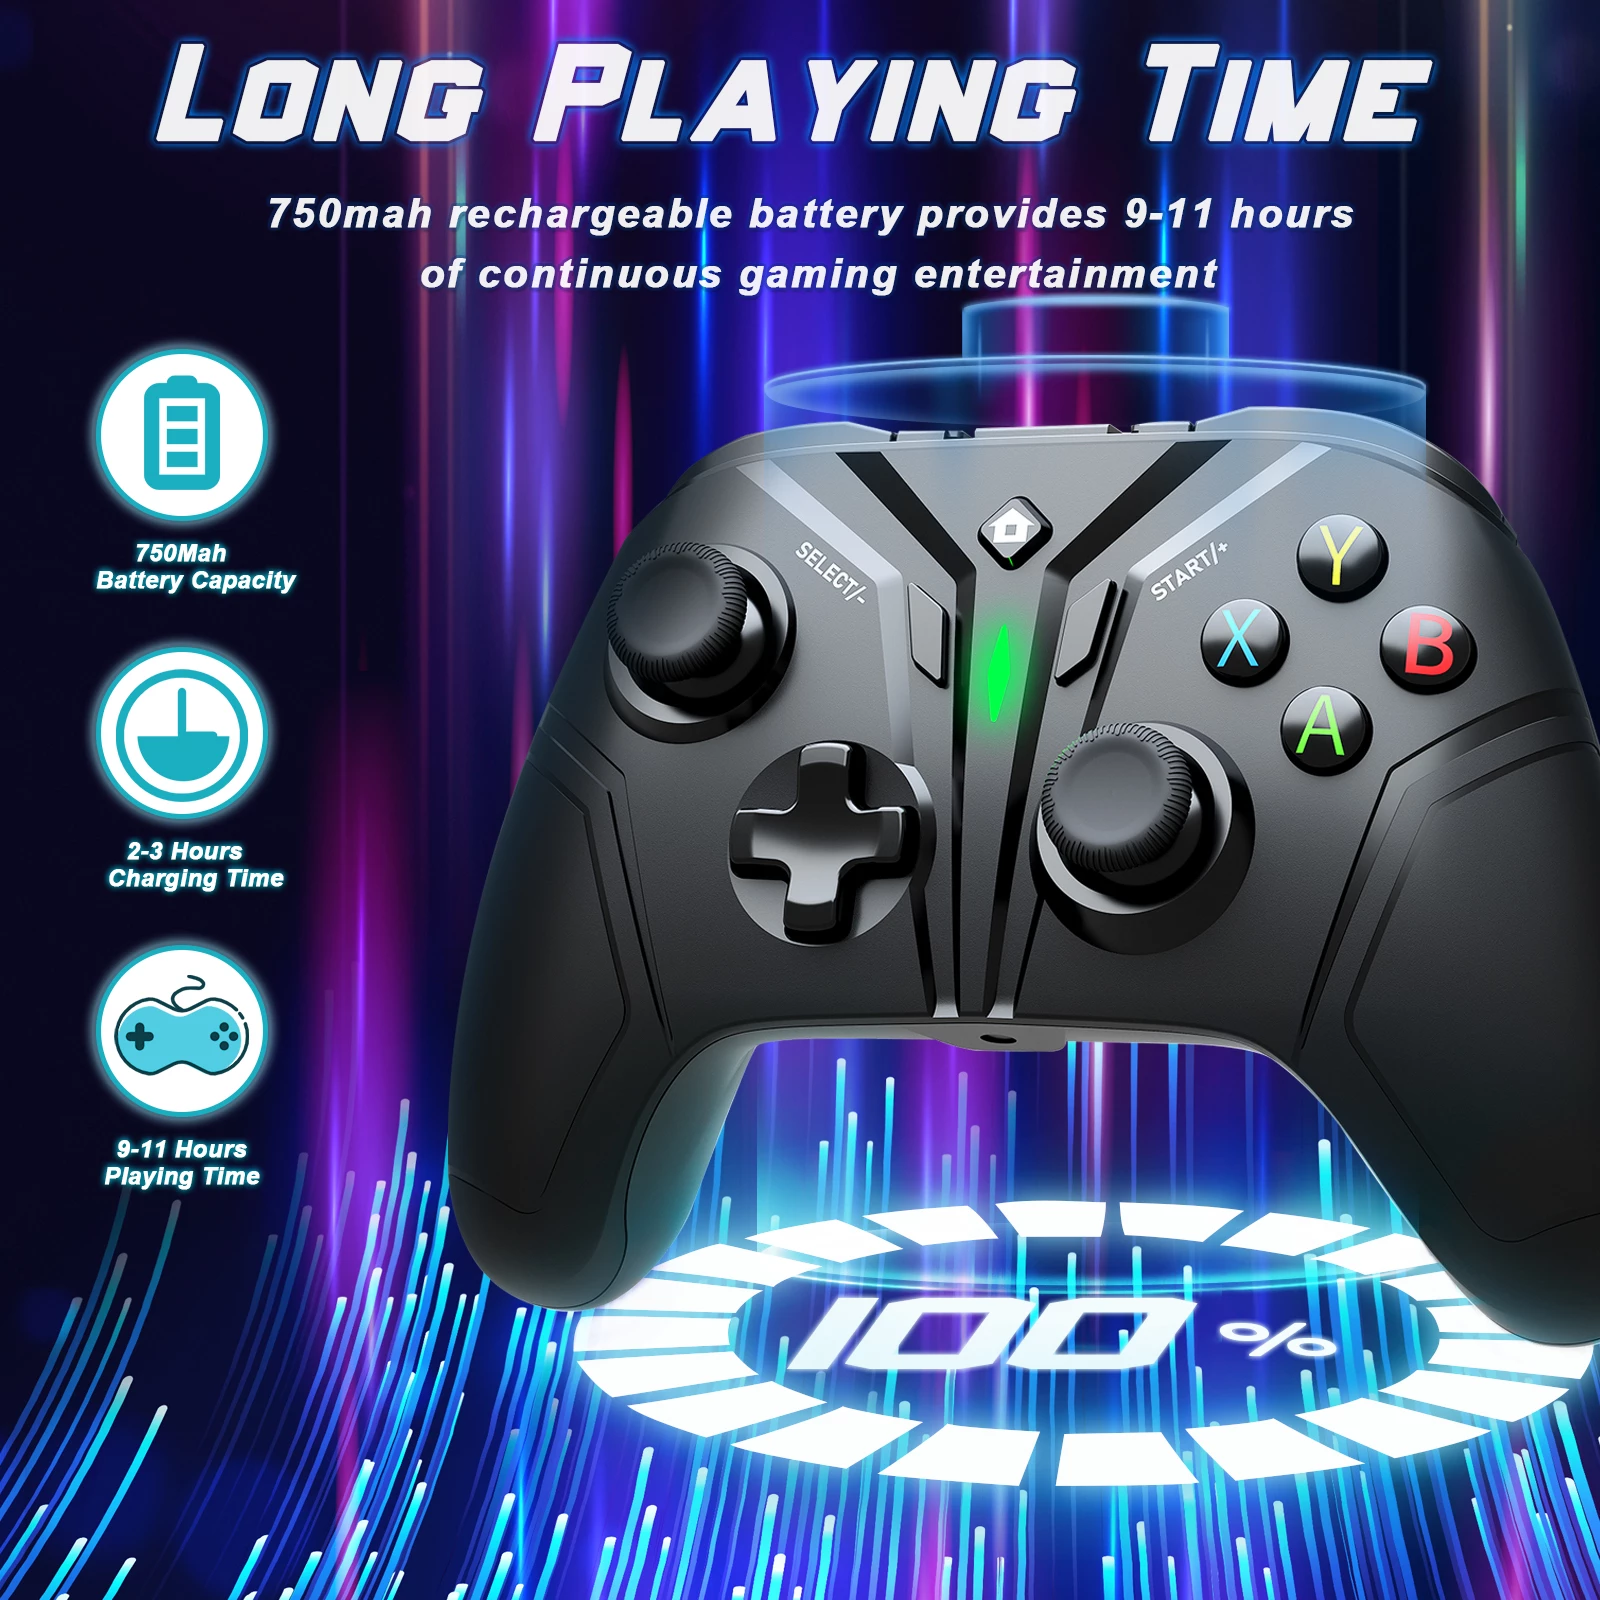 LONG PLAYING TIME
750mah rechargeable battery provides 9-11 hours
of continuous gaming entertainment
750Mah
Battery Capacity
2-3 Hours
Charging Time
9-11 Hours
Playing Time
SELECT/-
START/+
Y
X
B
A
100 %